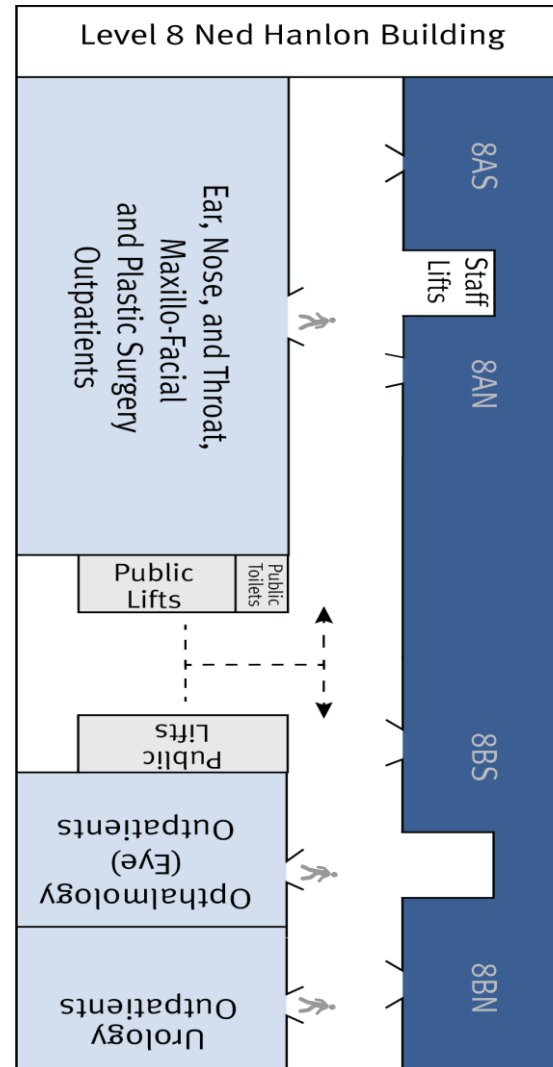 Level 8 Ned Hanlon Building
8AS
Ear, Nose, and Throat,
Maxillo-Facial
and Plastic Surgery
Outpatients
Staff
Lifts
8AN
Public
Lifts
Public
Toilets
Public
Lifts
8BS
Opthalmology
(Eye)
Outpatients
Urology
Outpatients
8BN